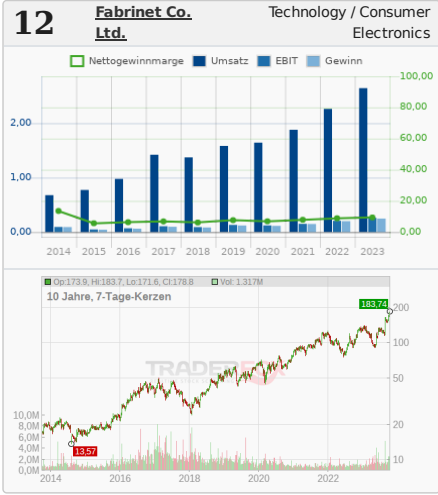 12
Fabrinet Co. Ltd.
Technology / Consumer Electronics
Nettogewinnmarge Umsatz EBIT Gewinn
100,00
80,00
2,00
60,00
1,00
40,00
20,00
0,00
0,00
2014 2015 2016 2017 2018 2019 2020 2021 2022 2023
Op:173.9, Hi:183.7, Lo:171.6, Cl:178.8 Vol: 1.317M
10 Jahre, 7-Tage-Kerzen
183,74
200
100
50
10,0M
8,0M
6,0M
4,0M
2,0M
0,0M
20
10
13,57
2014 2016 2018 2020 2022